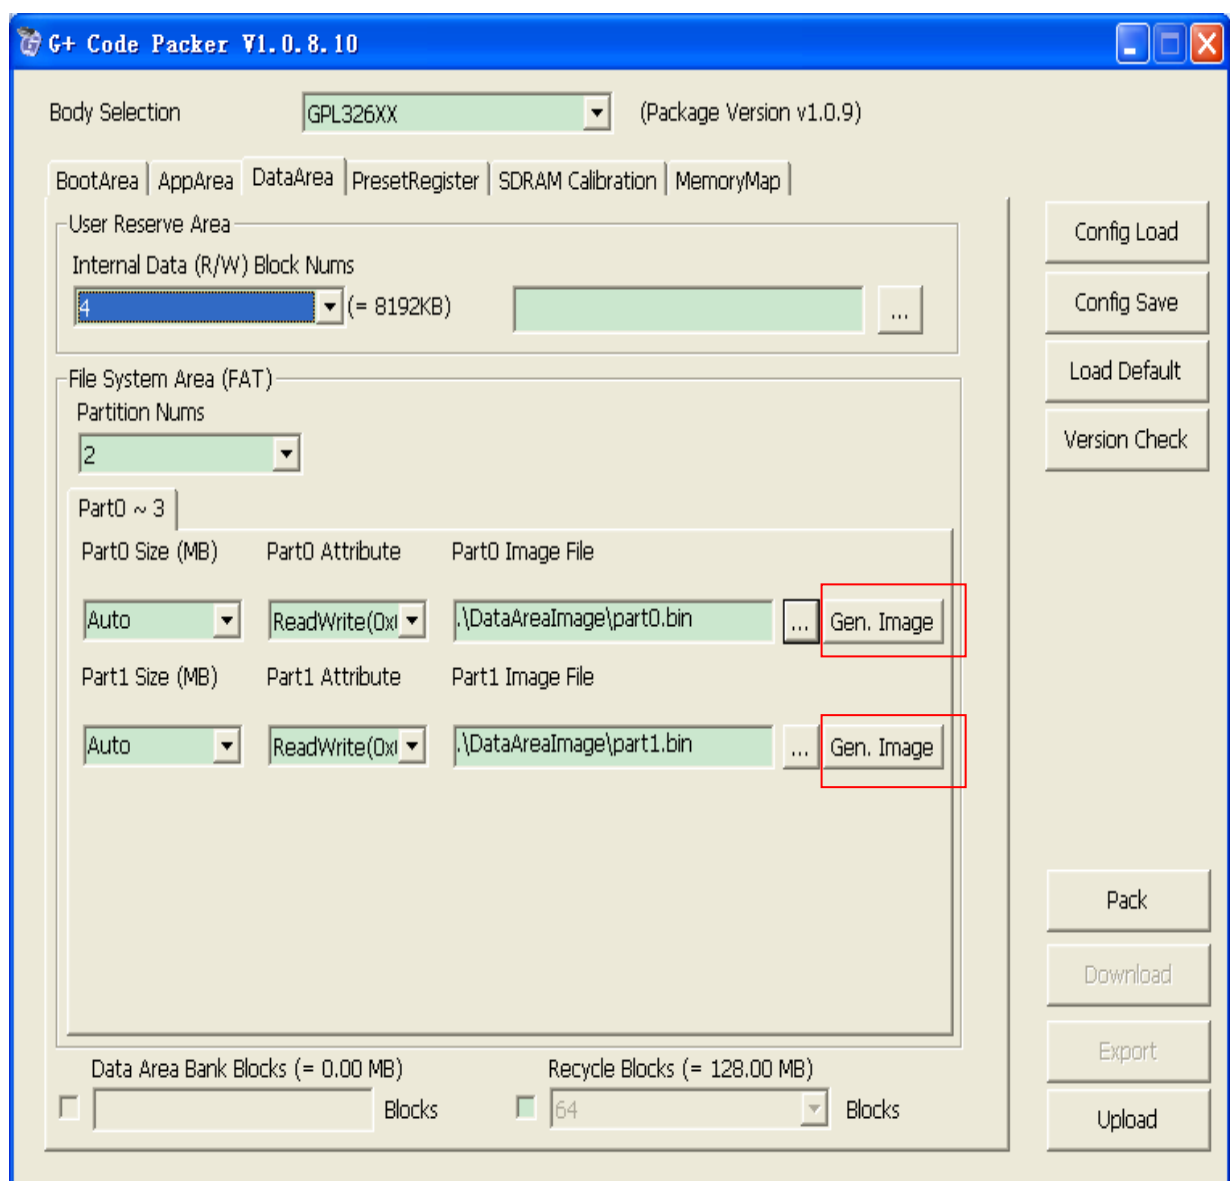 G+ Code Packer V1.0.8.10
Body Selection GPL326XX (Package Version v1.0.9)
BootArea AppArea DataArea PresetRegister SDRAM Calibration MemoryMap
User Reserve Area
Config Load
Internal Data (R/W) Block Nums
4 (= 8192KB) ...
Config Save
File System Area (FAT)
Load Default
Partition Nums
2
Version Check
Part0 ~ 3
Part0 Size (MB) Part0 Attribute Part0 Image File
Auto ReadWrite(0x .\DataAreaImage\part0.bin ... Gen. Image
Part1 Size (MB) Part1 Attribute Part1 Image File
Auto ReadWrite(0x .\DataAreaImage\part1.bin ... Gen. Image
Pack
Download
Export
Data Area Bank Blocks (= 0.00 MB) Recycle Blocks (= 128.00 MB)
Blocks 64 Blocks
Upload